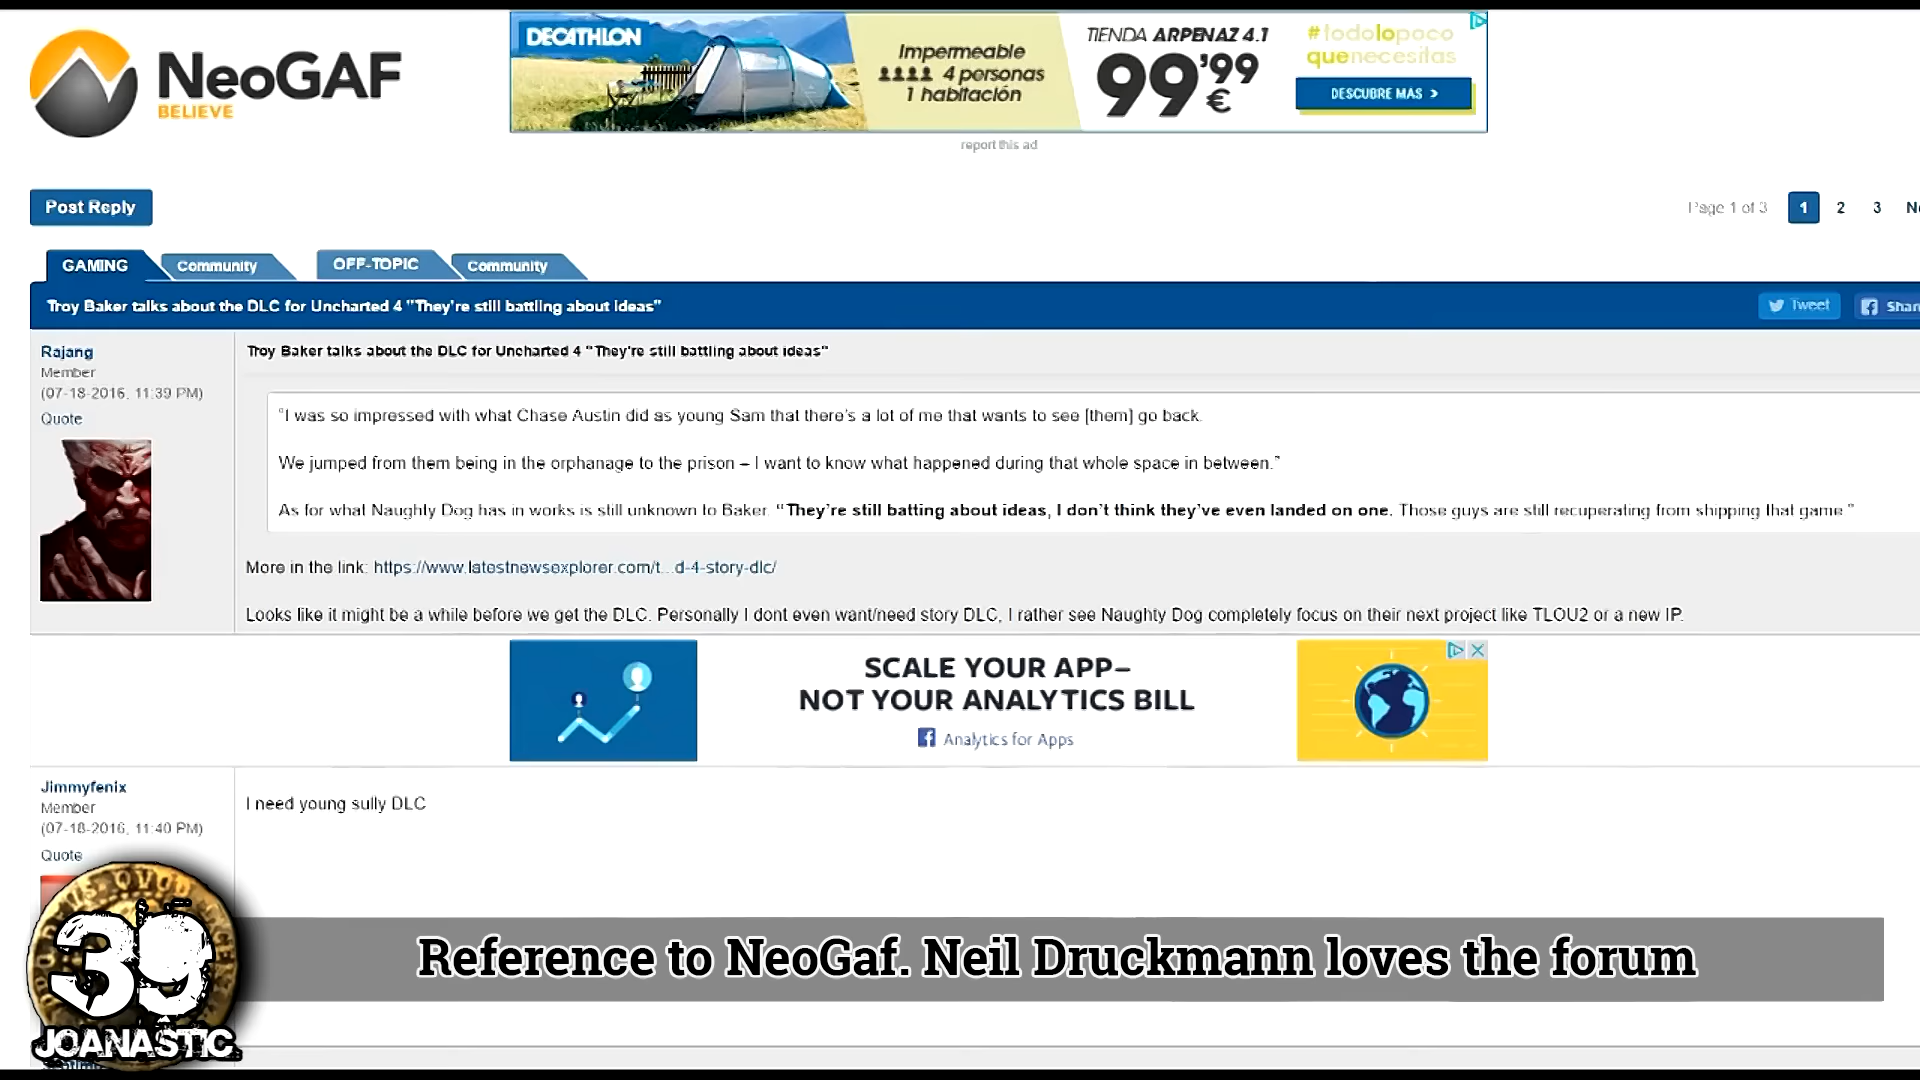 NeoGAF
BELIEVE
DECATHLON
Impermeable
4 personas
1 habitación
TIENDA ARPENAZ 4.1
99'99 €
#todolopoco
quenecesitas
DESCUBRE MAS >
report this ad
Post Reply
Page 1 of 3 1 2 3
GAMING Community OFF-TOPIC Community
Troy Baker talks about the DLC for Uncharted 4 "They're still battling about ideas"
Tweet
Rajang
Member
(07-18-2016, 11:39 PM)
Quote
Troy Baker talks about the DLC for Uncharted 4 "They're still battling about ideas"
"I was so impressed with what Chase Austin did as young Sam that there's a lot of me that wants to see [them] go back.
We jumped from them being in the orphanage to the prison – I want to know what happened during that whole space in between."
As for what Naughty Dog has in works is still unknown to Baker. "They're still batting about ideas, I don't think they've even landed on one. Those guys are still recuperating from shipping that game."
More in the link: https://www.latestnewsexplorer.com/t...d-4-story-dlc/
Looks like it might be a while before we get the DLC. Personally I dont even want/need story DLC, I rather see Naughty Dog completely focus on their next project like TLOU2 or a new IP.
SCALE YOUR APP–
NOT YOUR ANALYTICS BILL
Analytics for Apps
Jimmyfenix
Member
(07-18-2016, 11:40 PM)
Quote
I need young sully DLC
39
JOANASTIC
Reference to NeoGaf. Neil Druckmann loves the forum